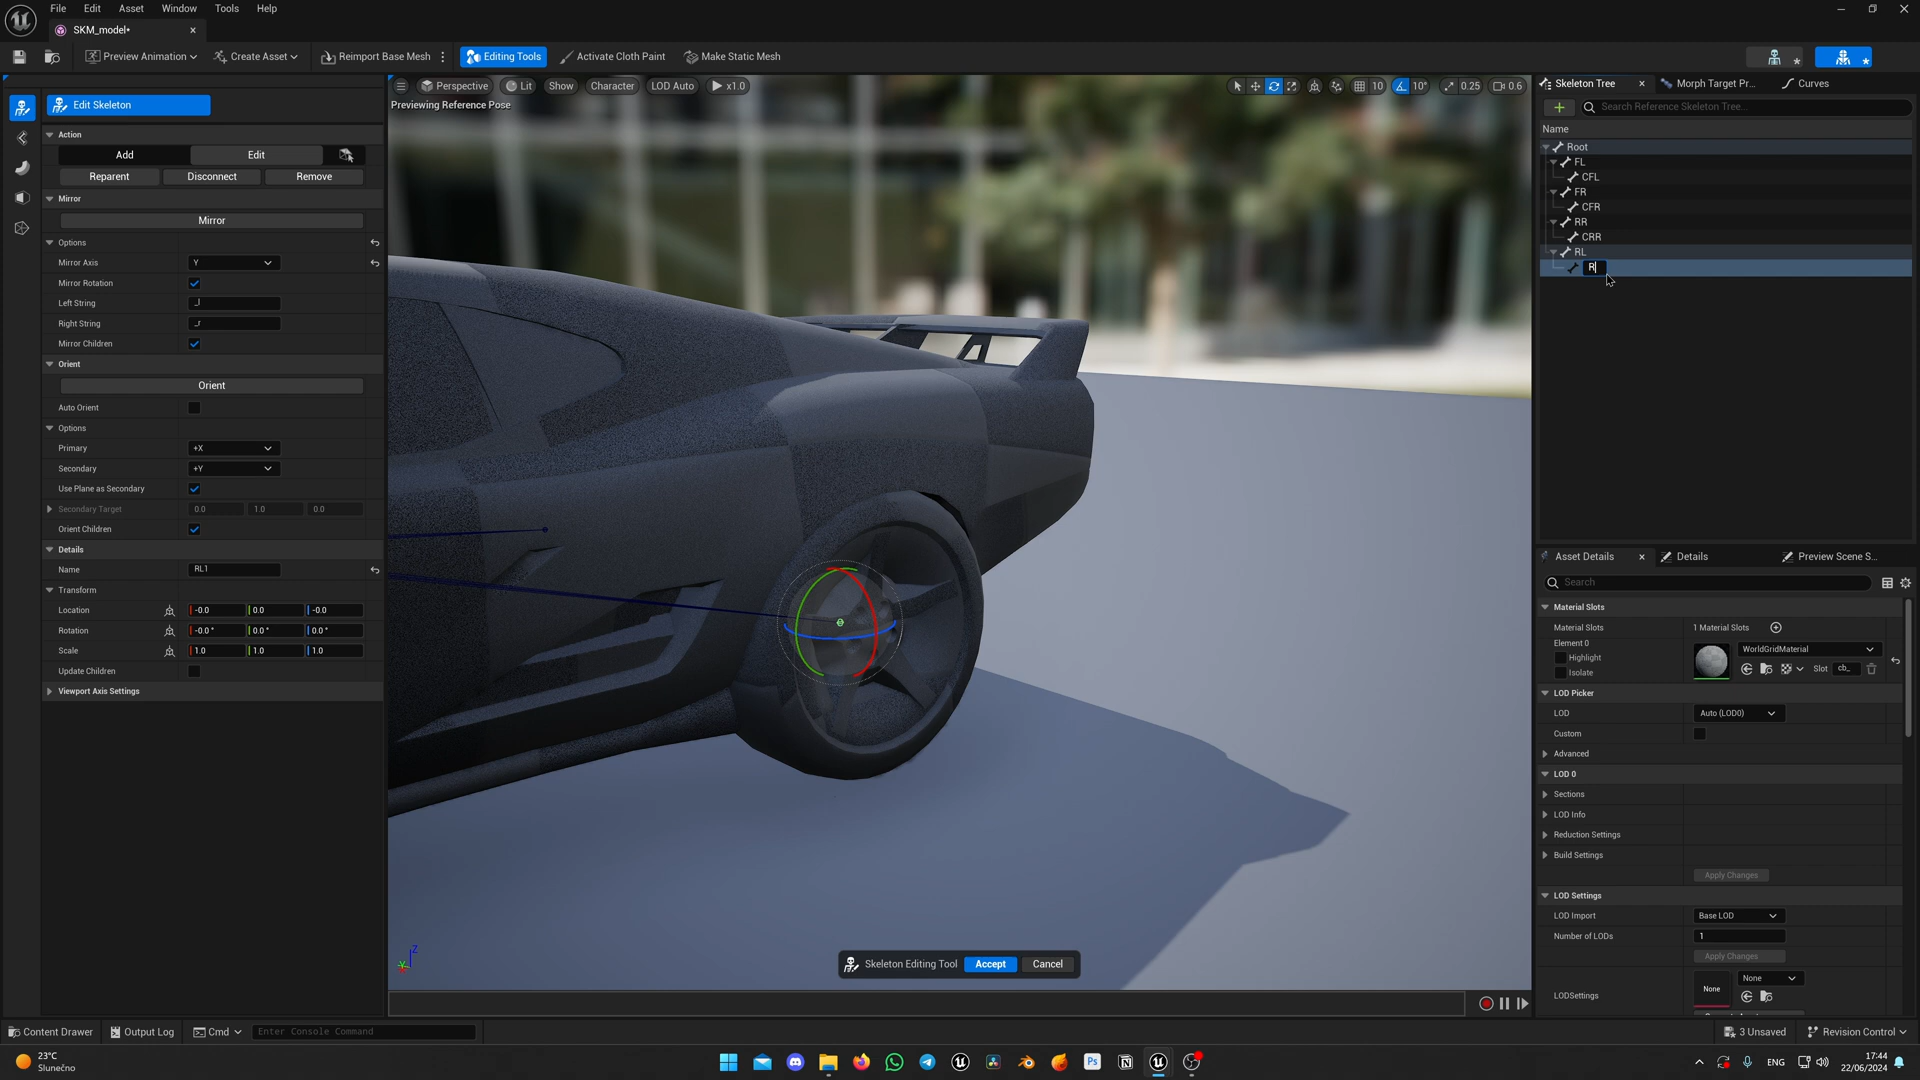 File Edit Asset Window Tools Help
SKM_model*
Preview Animation Create Asset Reimport Base Mesh Editing Tools Activate Cloth Paint Make Static Mesh
Edit Skeleton
Action
Add Edit
Reparent Disconnect Remove
Mirror
Mirror
Options
Mirror Axis Y
Mirror Rotation
Left String _l
Right String _r
Mirror Children
Orient
Orient
Auto Orient
Options
Primary +X
Secondary +Y
Use Plane as Secondary
Secondary Target 0.0 1.0 0.0
Orient Children
Details
Name RL1
Transform
Location -0.0 0.0 -0.0
Rotation -0.0 ° 0.0 ° 0.0 °
Scale 1.0 1.0 1.0
Update Children
Viewport Axis Settings
Perspective Lit Show Character LOD Auto x1.0 10 10° 0.25 0.6
Previewing Reference Pose
Z
Y
Skeleton Editing Tool Accept Cancel
Skeleton Tree Morph Target Pr... Curves
Search Reference Skeleton Tree...
Name
Root
FL
CFL
FR
CFR
RR
CRR
RL
R
Asset Details Details Preview Scene S...
Search
Material Slots
Material Slots 1 Material Slots
Element 0 WorldGridMaterial
Highlight
Isolate Slot cb_
LOD Picker
LOD Auto (LOD0)
Custom
Advanced
LOD 0
Sections
LOD Info
Reduction Settings
Build Settings
Apply Changes
LOD Settings
LOD Import Base LOD
Number of LODs 1
Apply Changes
LODSettings None None
Content Drawer Output Log Cmd Enter Console Command 3 Unsaved Revision Control
23°C
Slunečno
Ps
ENG
17:44
22/06/2024